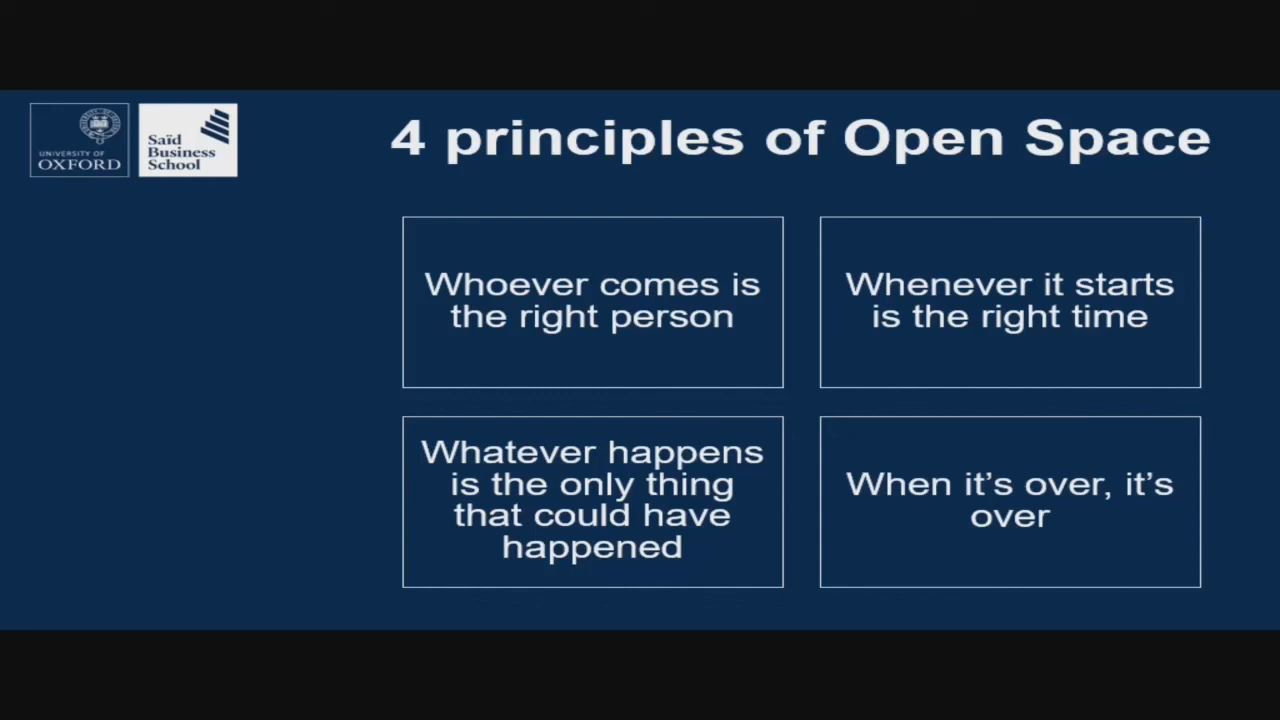 UNIVERSITY OF
OXFORD
Saïd
Business
School
4 principles of Open Space
Whoever comes is
the right person
Whenever it starts
is the right time
Whatever happens
is the only thing
that could have
happened
When it’s over, it’s
over